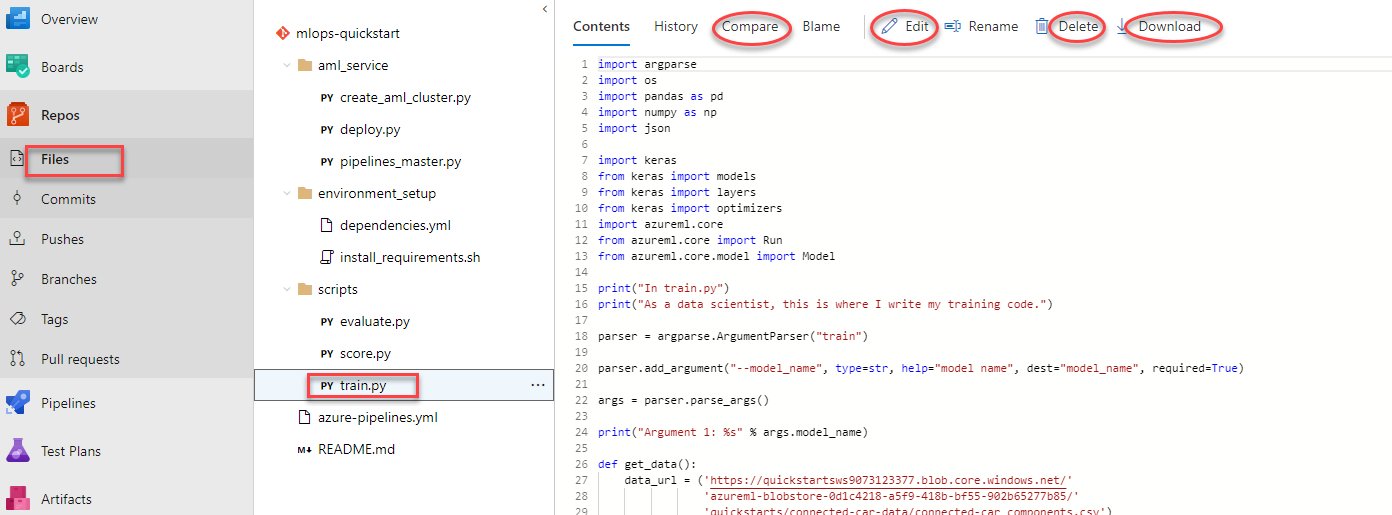 Overview
Boards
Repos
Files
Commits
Pushes
Branches
Tags
Pull requests
Pipelines
Test Plans
Artifacts
mlops-quickstart
aml_service
PY create_aml_cluster.py
PY deploy.py
PY pipelines_master.py
environment_setup
dependencies.yml
install_requirements.sh
scripts
PY evaluate.py
PY score.py
PY train.py ...
azure-pipelines.yml
M↓ README.md
Contents History Compare Blame Edit Rename Delete Download
1 import argparse
2 import os
3 import pandas as pd
4 import numpy as np
5 import json
6
7 import keras
8 from keras import models
9 from keras import layers
10 from keras import optimizers
11 import azureml.core
12 from azureml.core import Run
13 from azureml.core.model import Model
14
15 print("In train.py")
16 print("As a data scientist, this is where I write my training code.")
17
18 parser = argparse.ArgumentParser("train")
19
20 parser.add_argument("--model_name", type=str, help="model name", dest="model_name", required=True)
21
22 args = parser.parse_args()
23
24 print("Argument 1: %s" % args.model_name)
25
26 def get_data():
27 data_url = ('https://quickstartsws9073123377.blob.core.windows.net/'
28 'azureml-blobstore-0d1c4218-a5f9-418b-bf55-902b65277b85/'
29 'quickstarts/connected-car-data/connected-car_components.csv')